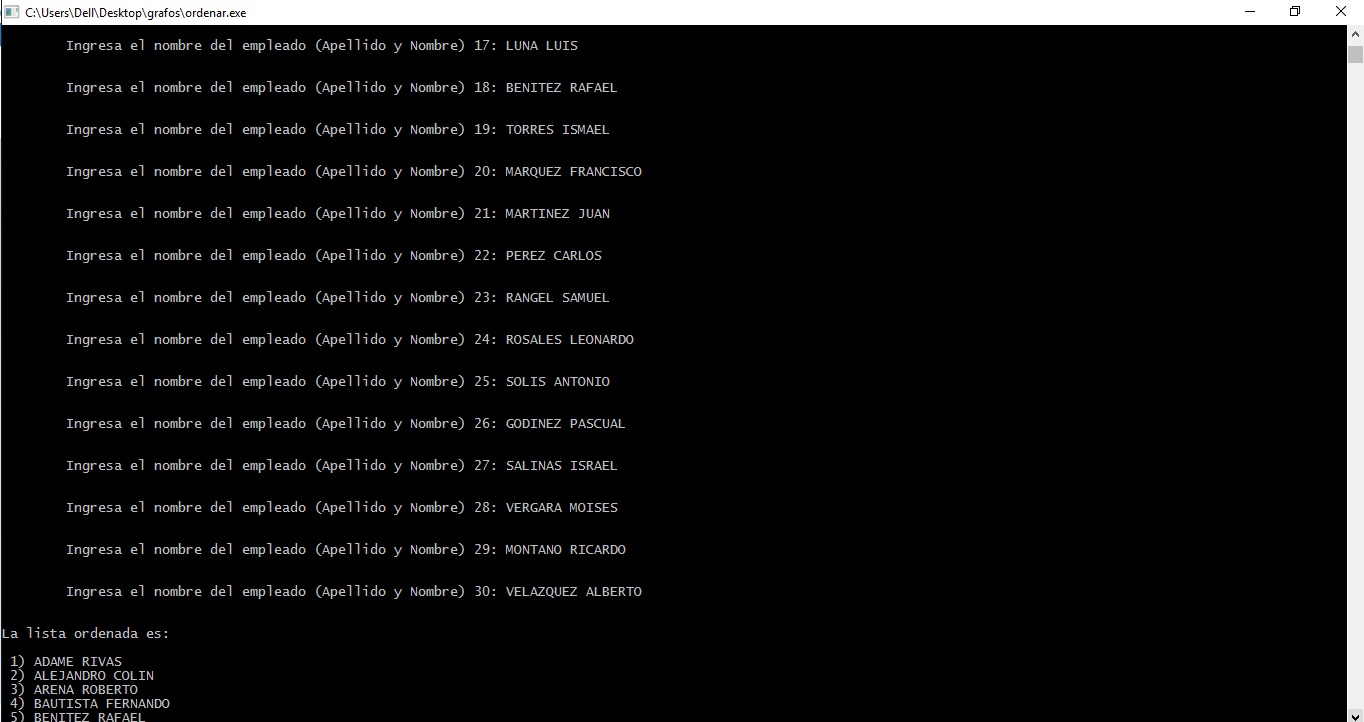 C:\Users\Dell\Desktop\grafos\ordenar.exe
Ingresa el nombre del empleado (Apellido y Nombre) 17: LUNA LUIS
Ingresa el nombre del empleado (Apellido y Nombre) 18: BENITEZ RAFAEL
Ingresa el nombre del empleado (Apellido y Nombre) 19: TORRES ISMAEL
Ingresa el nombre del empleado (Apellido y Nombre) 20: MARQUEZ FRANCISCO
Ingresa el nombre del empleado (Apellido y Nombre) 21: MARTINEZ JUAN
Ingresa el nombre del empleado (Apellido y Nombre) 22: PEREZ CARLOS
Ingresa el nombre del empleado (Apellido y Nombre) 23: RANGEL SAMUEL
Ingresa el nombre del empleado (Apellido y Nombre) 24: ROSALES LEONARDO
Ingresa el nombre del empleado (Apellido y Nombre) 25: SOLIS ANTONIO
Ingresa el nombre del empleado (Apellido y Nombre) 26: GODINEZ PASCUAL
Ingresa el nombre del empleado (Apellido y Nombre) 27: SALINAS ISRAEL
Ingresa el nombre del empleado (Apellido y Nombre) 28: VERGARA MOISES
Ingresa el nombre del empleado (Apellido y Nombre) 29: MONTANO RICARDO
Ingresa el nombre del empleado (Apellido y Nombre) 30: VELAZQUEZ ALBERTO
La lista ordenada es:
1) ADAME RIVAS
2) ALEJANDRO COLIN
3) ARENA ROBERTO
4) BAUTISTA FERNANDO
5) BENITEZ RAFAEL